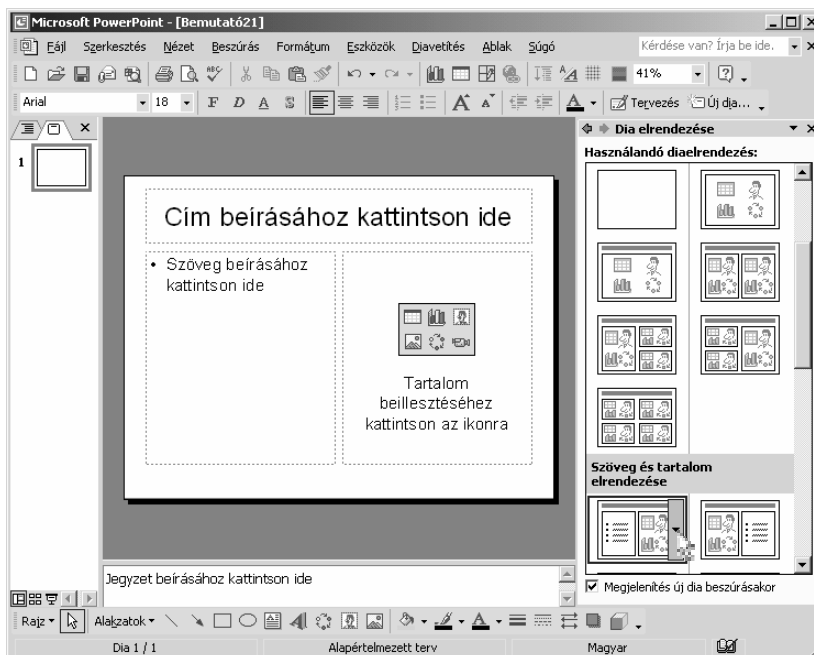 Microsoft PowerPoint - [Bemutató21]
Fájl Szerkesztés Nézet Beszúrás Formátum Eszközök Diavetítés Ablak Súgó Kérdése van? Írja be ide.
41%
Arial 18 F D A S Tervezés Új dia...
Dia elrendezése
Használandó diaelrendezés:
1
Cím beírásához kattintson ide
• Szöveg beírásához
kattintson ide
Tartalom
beillesztéséhez
kattintson az ikonra
Szöveg és tartalom
elrendezése
Jegyzet beírásához kattintson ide
Megjelenítés új dia beszúrásakor
Rajz Alakzatok
Dia 1 / 1 Alapértelmezett terv Magyar